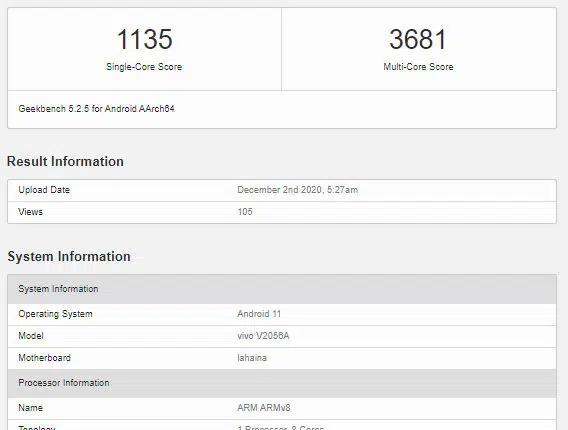 1135 3681
Single-Core Score Multi-Core Score
Geekbench 5.2.5 for Android AArch64
Result Information
Upload Date December 2nd 2020, 5:27am
Views 105
System Information
System Information
Operating System Android 11
Model vivo V2056A
Motherboard lahaina
Processor Information
Name ARM ARMv8
Topology 1 Processor, 8 Cores